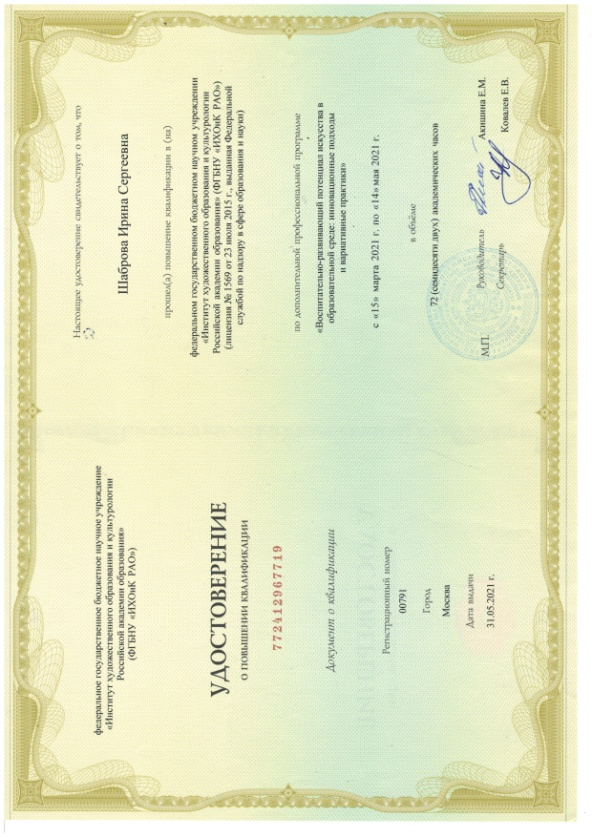 федеральное государственное бюджетное научное учреждение
«Институт художественного образования и культурологии
Российской академии образования»
(ФГБНУ «ИХОиК РАО»)
УДОСТОВЕРЕНИЕ
О ПОВЫШЕНИИ КВАЛИФИКАЦИИ
772412967719
Документ о квалификации
Регистрационный номер
00791
Город
Москва
Дата выдачи
31.05.2021 г.
Настоящее удостоверение свидетельствует о том, что
Шаброва Ирина Сергеевна
прошел(а) повышение квалификации в (на)
федеральном государственном бюджетном научном учреждении
«Институт художественного образования и культурологии
Российской академии образования» (ФГБНУ «ИХОиК РАО»)
(лицензия № 1569 от 23 июля 2015 г., выданная Федеральной
службой по надзору в сфере образования и науки)
по дополнительной профессиональной программе
«Воспитательно-развивающий потенциал искусства в
образовательной среде: инновационные подходы
и вариативные практики»
с «15» марта 2021 г. по «14» мая 2021 г.
в объёме
72 (семидесяти двух) академических часов
М.П.
Руководитель Акишина Е.М.
Секретарь Ковалев Е.В.